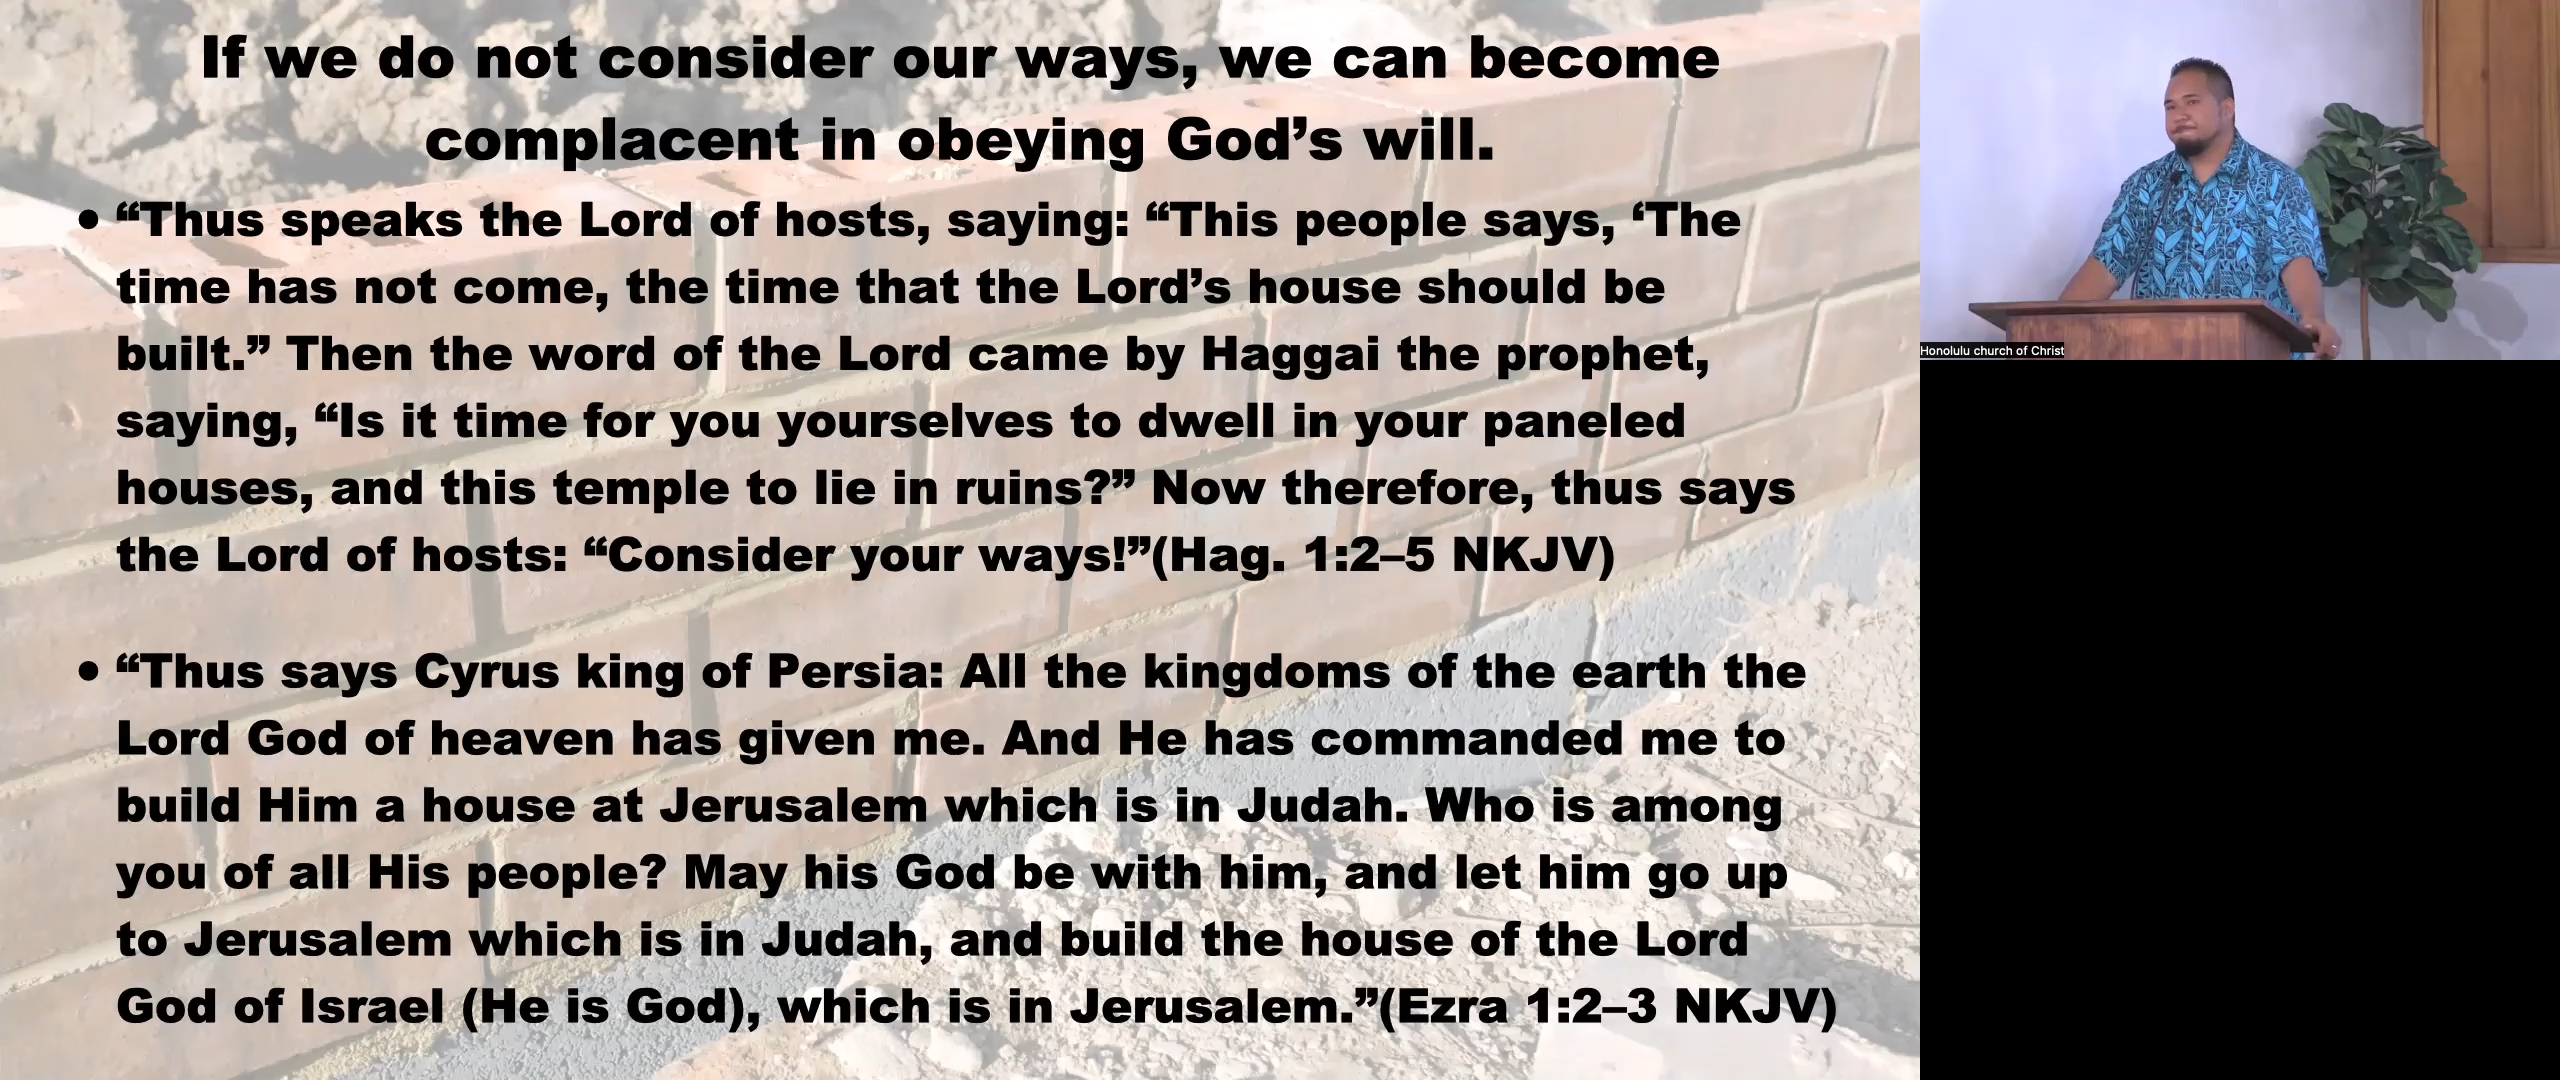 If we do not consider our ways, we can become
complacent in obeying God’s will.
• “Thus speaks the Lord of hosts, saying: “This people says, ‘The
time has not come, the time that the Lord’s house should be
built.” Then the word of the Lord came by Haggai the prophet,
saying, “Is it time for you yourselves to dwell in your paneled
houses, and this temple to lie in ruins?” Now therefore, thus says
the Lord of hosts: “Consider your ways!”(Hag. 1:2–5 NKJV)
• “Thus says Cyrus king of Persia: All the kingdoms of the earth the
Lord God of heaven has given me. And He has commanded me to
build Him a house at Jerusalem which is in Judah. Who is among
you of all His people? May his God be with him, and let him go up
to Jerusalem which is in Judah, and build the house of the Lord
God of Israel (He is God), which is in Jerusalem.”(Ezra 1:2–3 NKJV)
Honolulu church of Christ